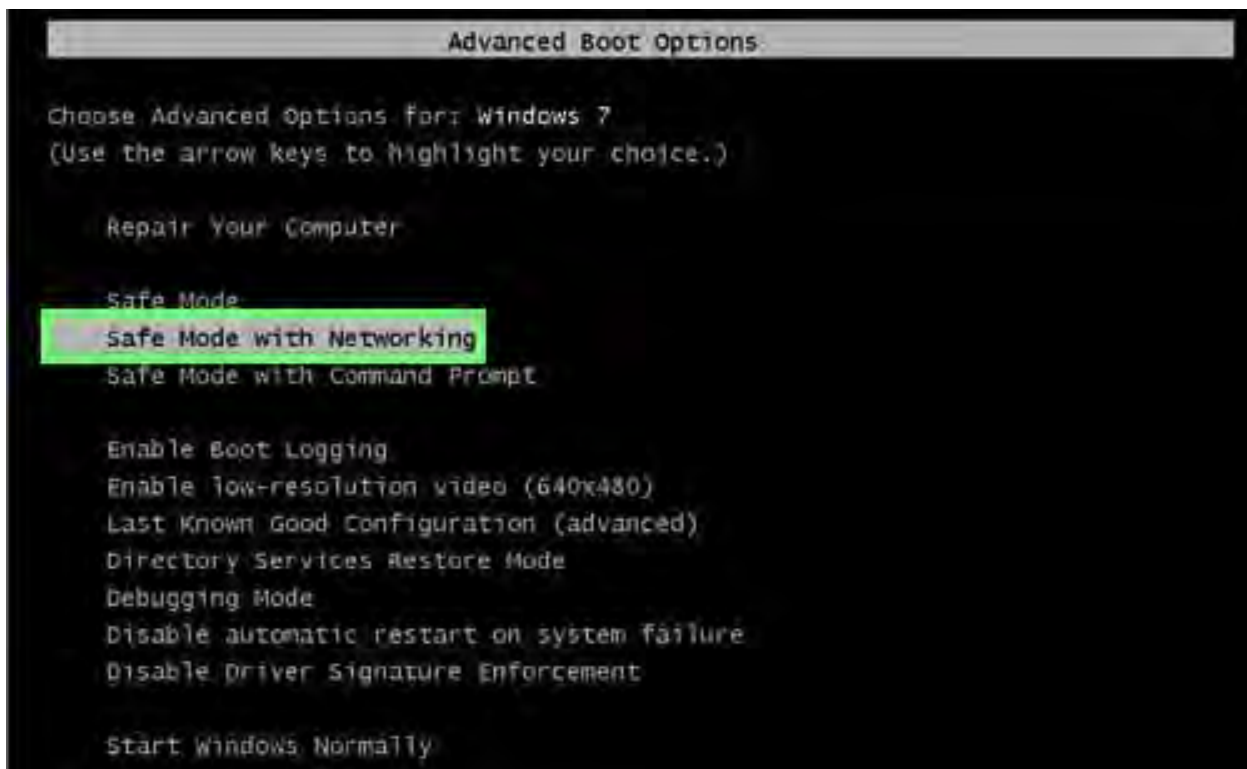 Advanced Boot Options
Choose Advanced Options for: Windows 7
(Use the arrow keys to highlight your choice.)
Repair Your Computer
Safe Mode
Safe Mode with Networking
Safe Mode with Command Prompt
Enable Boot Logging
Enable low-resolution video (640x480)
Last Known Good Configuration (advanced)
Directory Services Restore Mode
Debugging Mode
Disable automatic restart on system failure
Disable Driver Signature Enforcement
Start Windows Normally